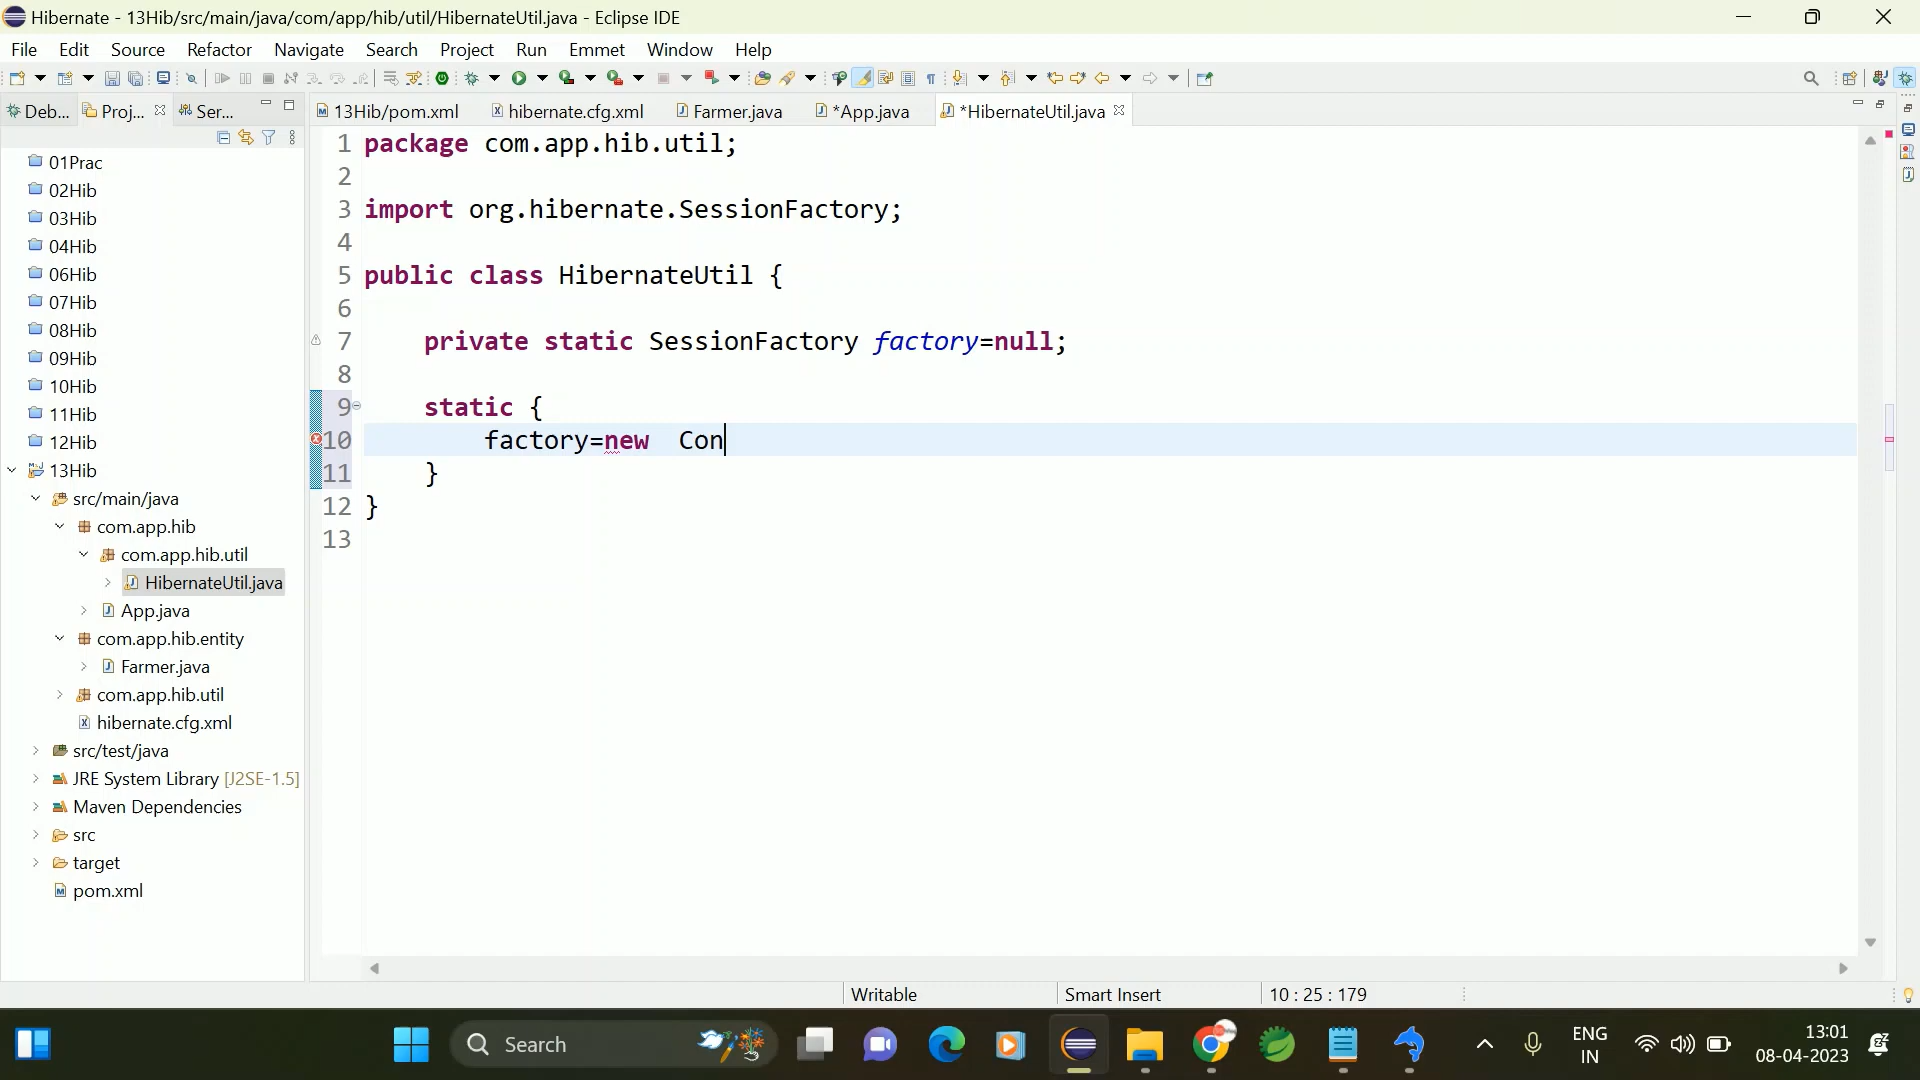 Hibernate - 13Hib/src/main/java/com/app/hib/util/HibernateUtil.java - Eclipse IDE
File Edit Source Refactor Navigate Search Project Run Emmet Window Help
Deb... Proj... Ser... 13Hib/pom.xml hibernate.cfg.xml Farmer.java *App.java *HibernateUtil.java
01Prac
02Hib
03Hib
04Hib
06Hib
07Hib
08Hib
09Hib
10Hib
11Hib
12Hib
13Hib
src/main/java
com.app.hib
com.app.hib.util
HibernateUtil.java
App.java
com.app.hib.entity
Farmer.java
com.app.hib.util
hibernate.cfg.xml
src/test/java
JRE System Library [J2SE-1.5]
Maven Dependencies
src
target
pom.xml
1 package com.app.hib.util;
2
3 import org.hibernate.SessionFactory;
4
5 public class HibernateUtil {
6
7 private static SessionFactory factory=null;
8
9 static {
10 factory=new  Con
11 }
12 }
13
Writable Smart Insert 10 : 25 : 179
Search
ENG
IN
13:01
08-04-2023